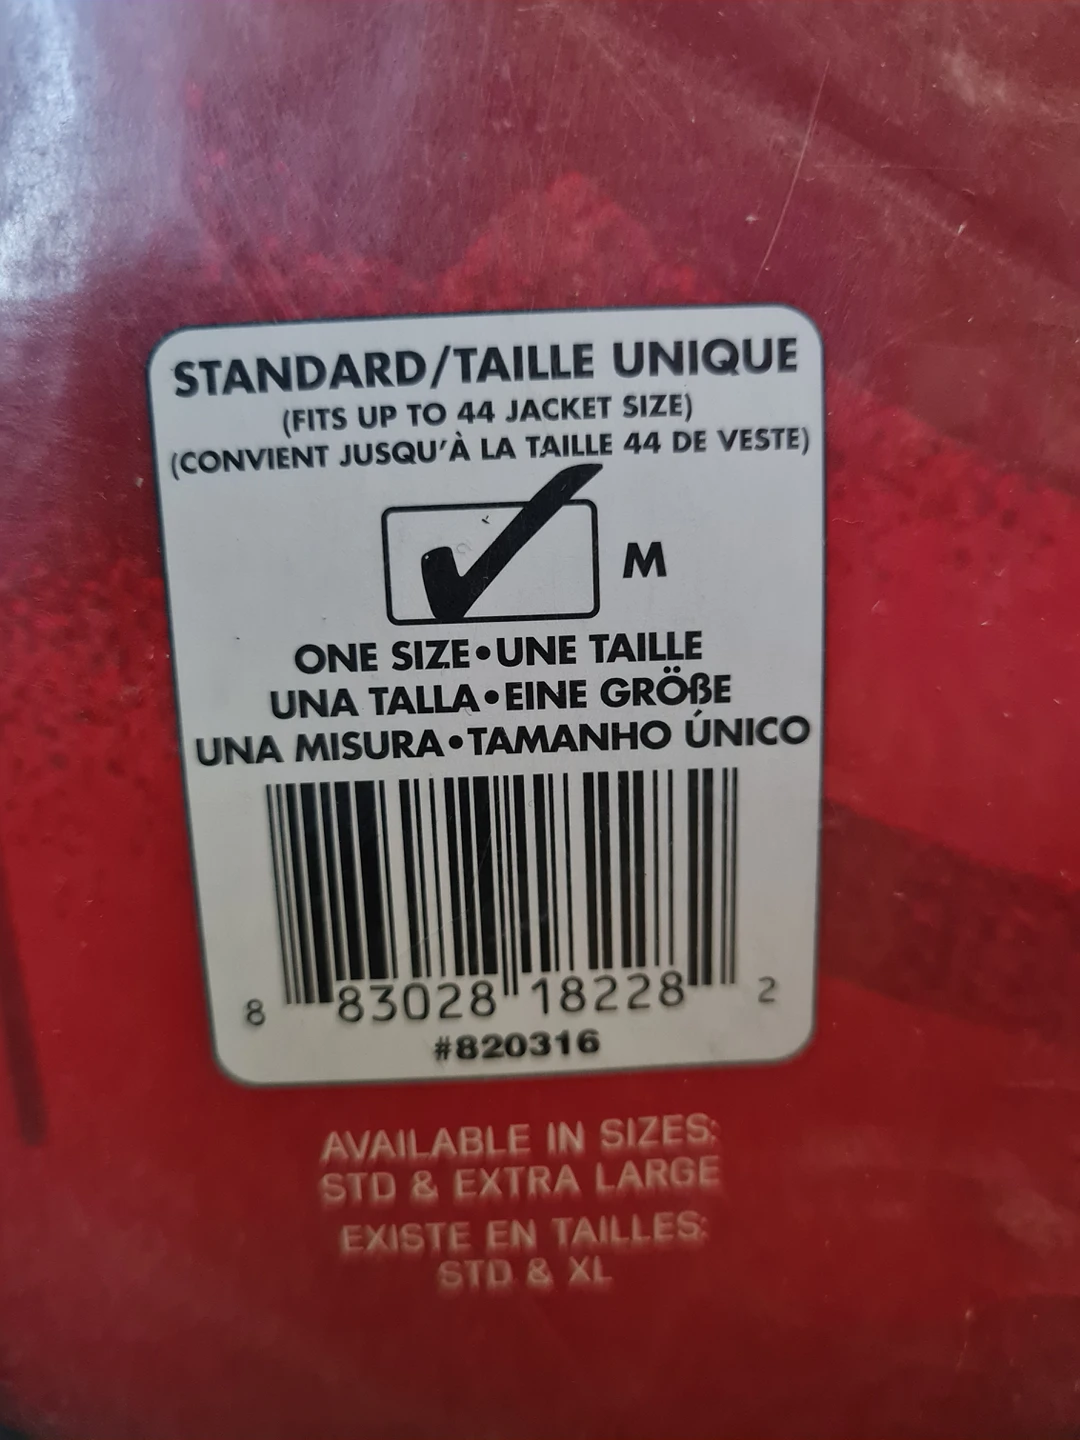 STANDARD/TAILLE UNIQUE
(FITS UP TO 44 JACKET SIZE)
(CONVIENT JUSQU'À LA TAILLE 44 DE VESTE)
M
ONE SIZE•UNE TAILLE
UNA TALLA•EINE GRÖßE
UNA MISURA•TAMANHO ÚNICO
8 83028 18228 2
#820316
AVAILABLE IN SIZES:
STD & EXTRA LARGE
EXISTE EN TAILLES:
STD & XL